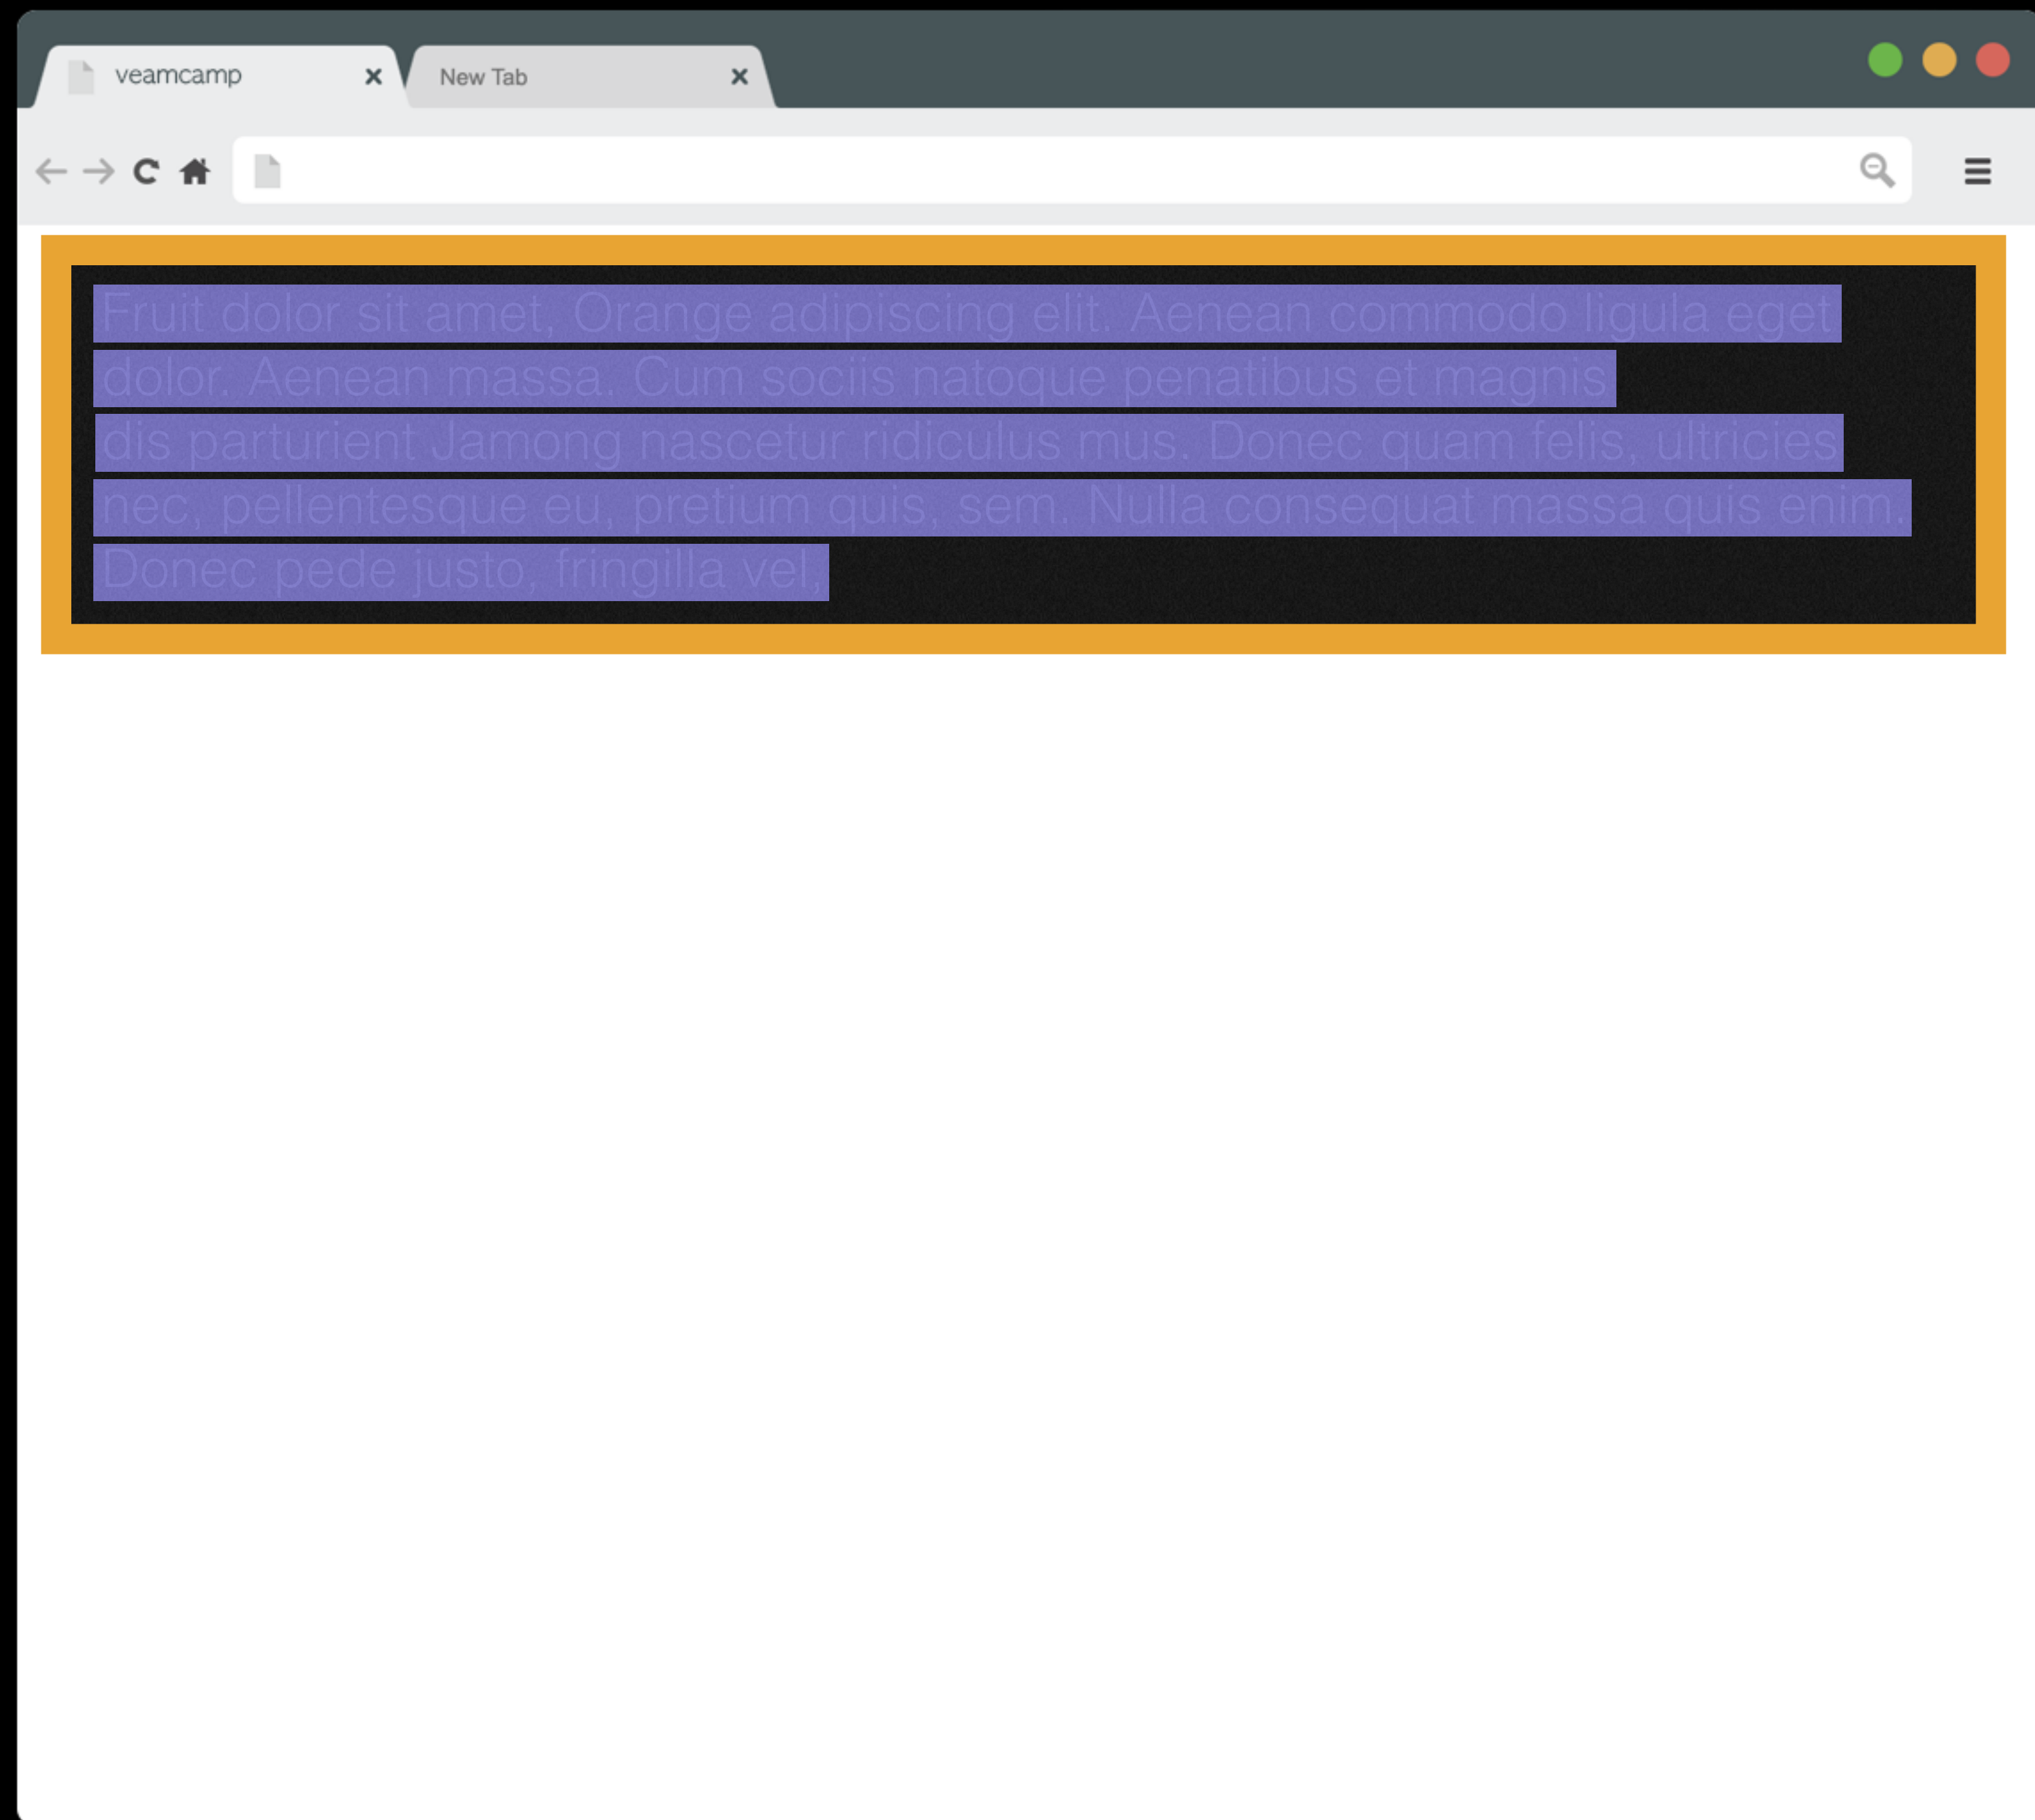 veamcamp
New Tab
Fruit dolor sit amet, Orange adipiscing elit. Aenean commodo ligula eget
dolor. Aenean massa. Cum sociis natoque penatibus et magnis
dis parturient Jamong nascetur ridiculus mus. Donec quam felis, ultricies
nec, pellentesque eu, pretium quis, sem. Nulla consequat massa quis enim.
Donec pede justo, fringilla vel,